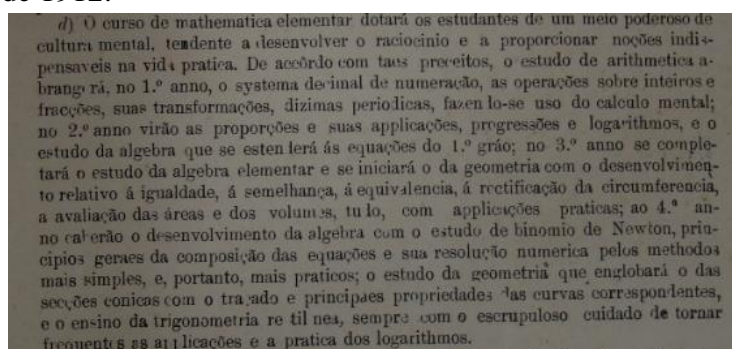 de 1912.
d) O curso de mathematica elementar dotará os estudantes de um meio poderoso de
cultura mental, tendente a desenvolver o raciocinio e a proporcionar noções indis-
pensaveis na vida pratica. De accôrdo com taes preceitos, o estudo de arithmetica a-
brangerá, no 1.º anno, o systema decimal de numeração, as operações sobre inteiros e
fracções, suas transformações, dizimas periodicas, fazendo-se uso do calculo mental;
no 2.º anno virão as proporções e suas applicações, progressões e logarithmos, e o
estudo da algebra que se estenderá ás equações do 1.º gráo; no 3.º anno se comple-
tará o estudo da algebra elementar e se iniciará o da geometria com o desenvolvimen-
to relativo á igualdade, á semelhança, á equivalencia, á rectificação da circumferencia,
a avaliação das áreas e dos volumes, tudo, com applicações praticas; ao 4.º an-
no caberão o desenvolvimento da algebra com o estudo de binomio de Newton, prin-
cipios geraes da composição das equações e sua resolução numerica pelos methodos
mais simples, e, portanto, mais praticos; o estudo da geometria que englobará o das
secções conicas com o traçado e principaes propriedades das curvas correspondentes,
e o ensino da trigonometria rectilinea, sempre com o escrupuloso cuidado de tornar
frequentes as applicações e a pratica dos logarithmos.